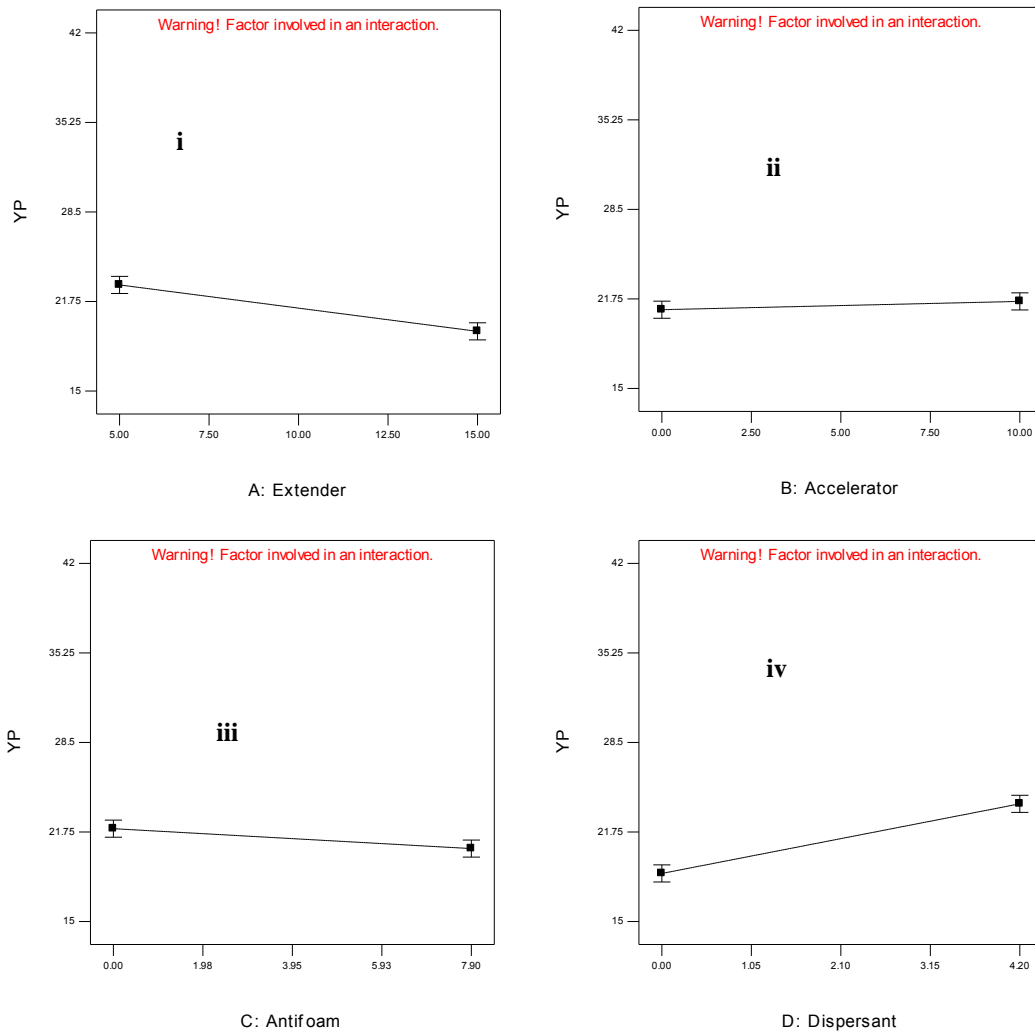 Warning! Factor involved in an interaction.
42
35.25
28.5
21.75
15
YP
i
5.00 7.50 10.00 12.50 15.00
A: Extender
Warning! Factor involved in an interaction.
42
35.25
28.5
21.75
15
YP
ii
0.00 2.50 5.00 7.50 10.00
B: Accelerator
Warning! Factor involved in an interaction.
42
35.25
28.5
21.75
15
YP
iii
0.00 1.98 3.95 5.93 7.90
C: Antifoam
Warning! Factor involved in an interaction.
42
35.25
28.5
21.75
15
YP
iv
0.00 1.05 2.10 3.15 4.20
D: Dispersant